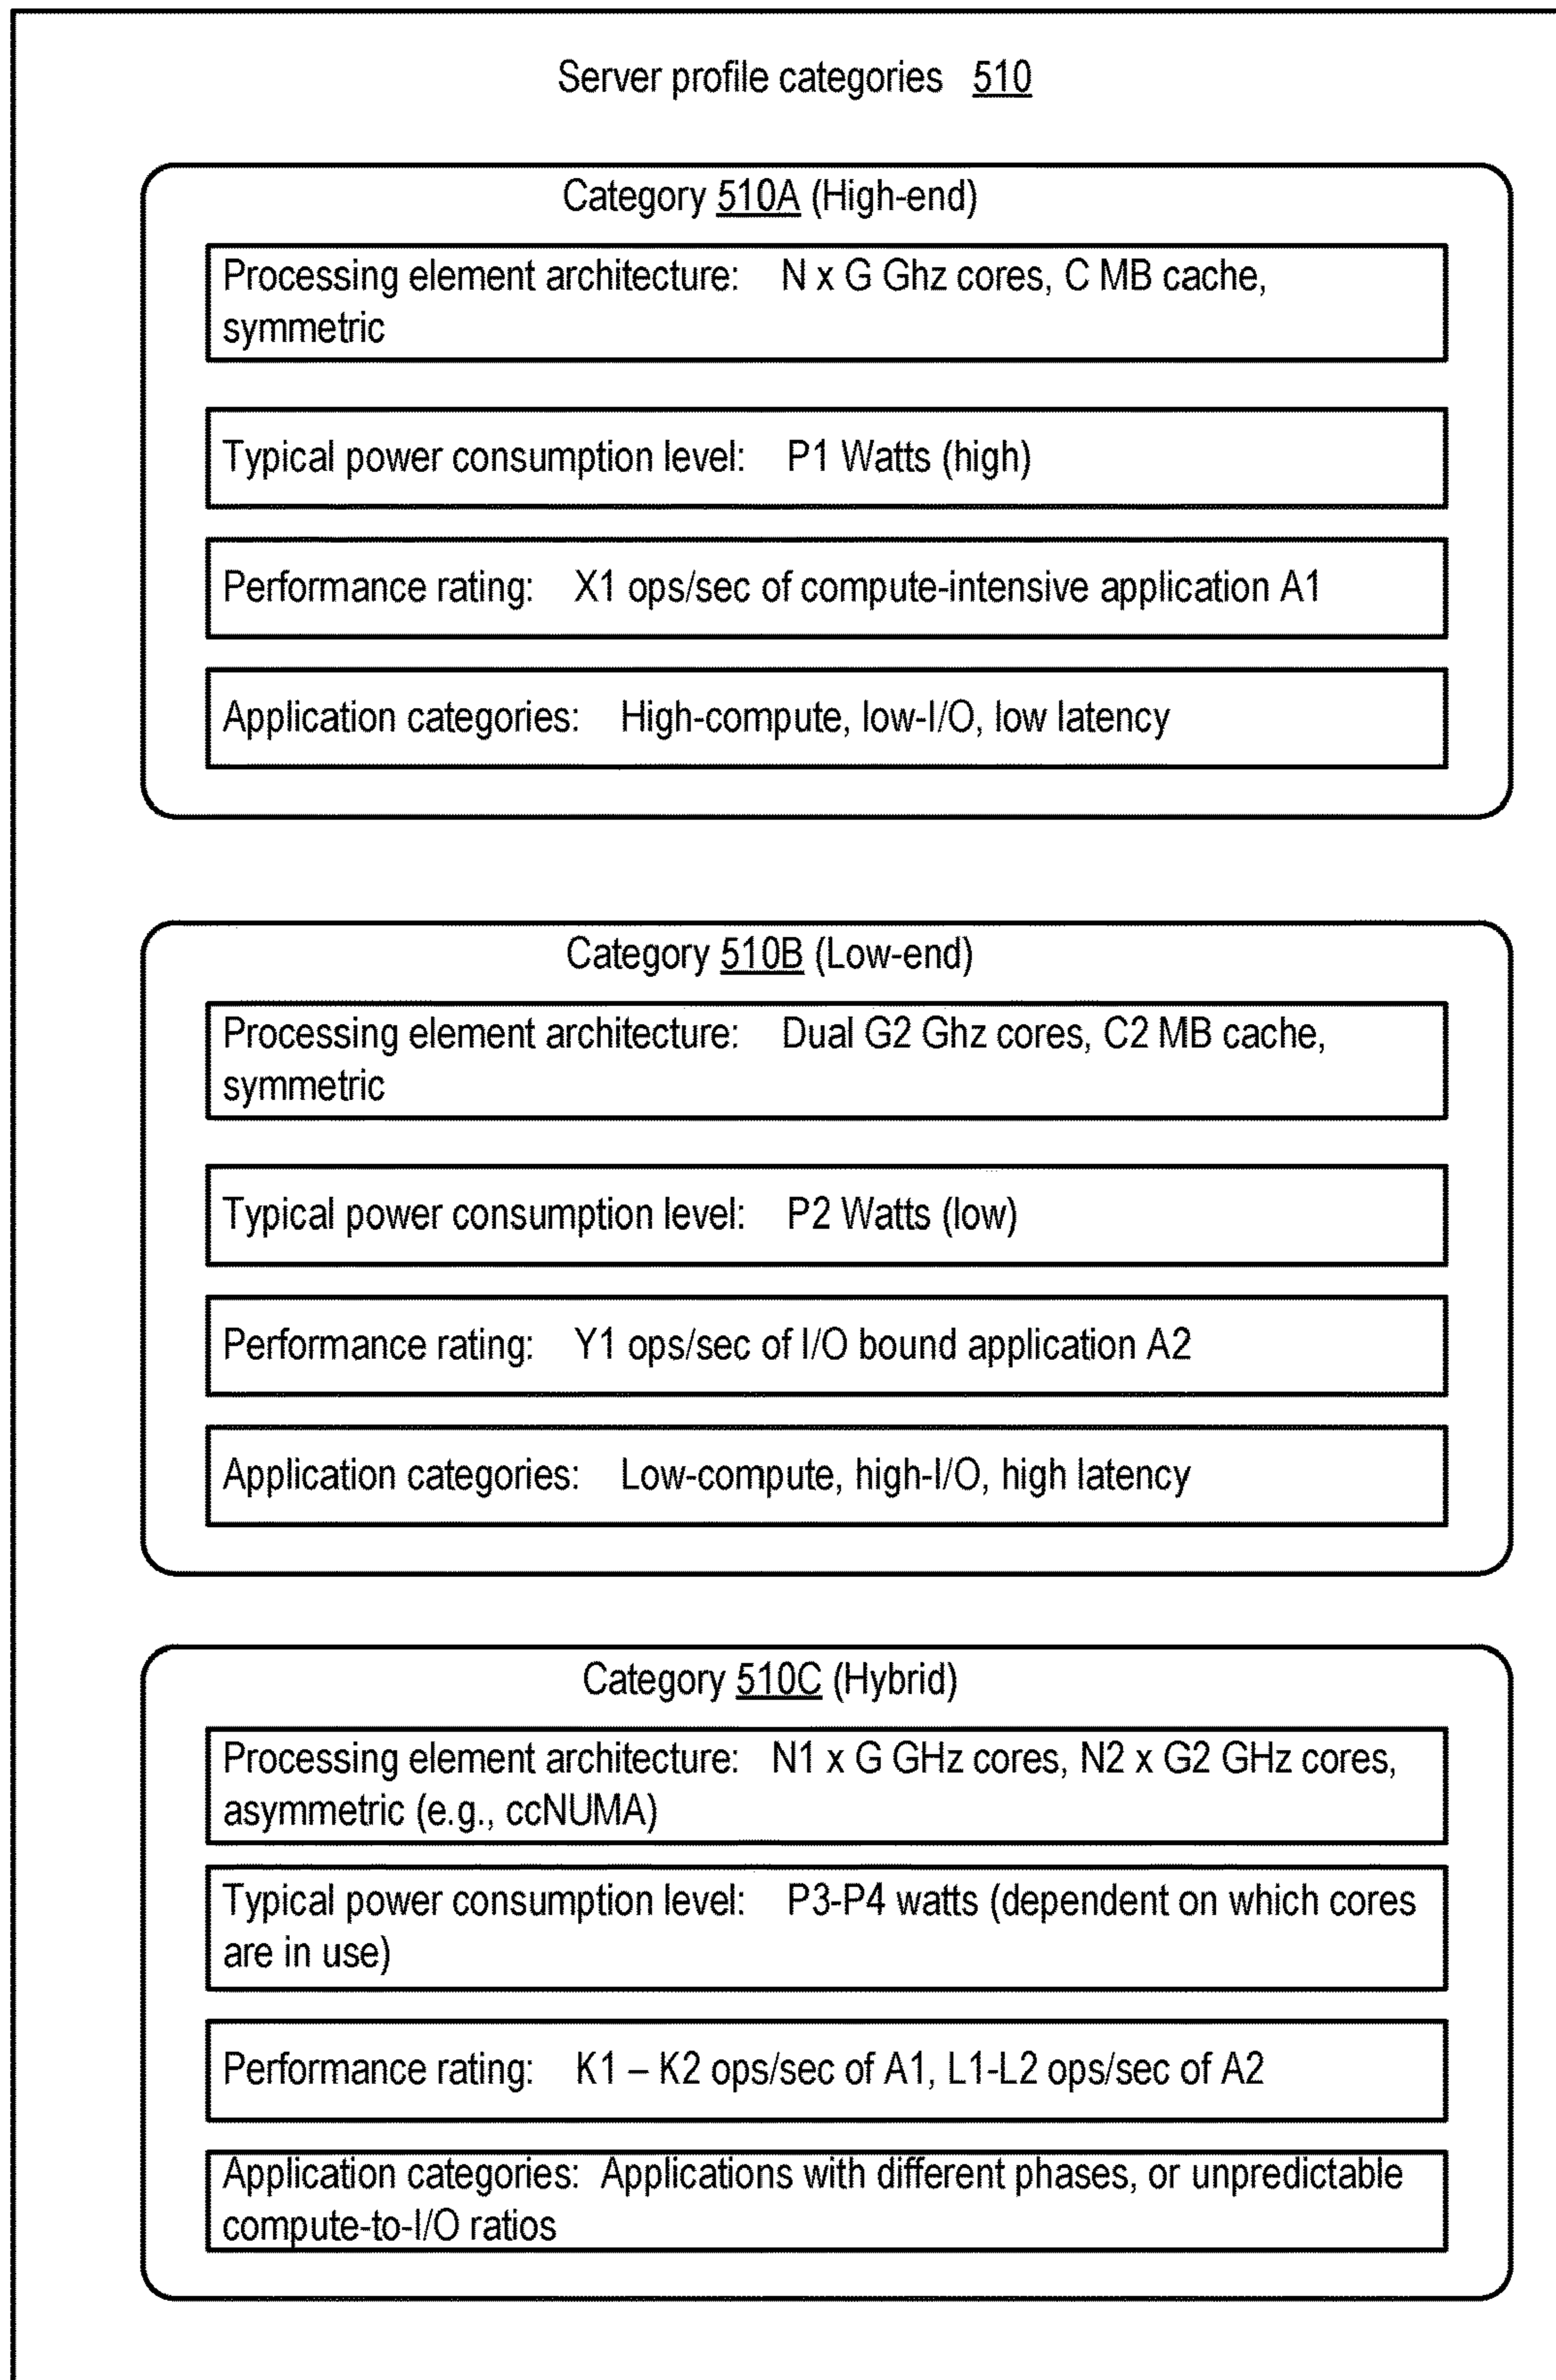 Server profile categories 510
Category 510A (High-end)
Processing element architecture: N x G Ghz cores, C MB cache,
symmetric
Typical power consumption level: P1 Watts (high)
Performance rating: X1 ops/sec of compute-intensive application A1
Application categories: High-compute, low-I/O, low latency
Category 510B (Low-end)
Processing element architecture: Dual G2 Ghz cores, C2 MB cache,
symmetric
Typical power consumption level: P2 Watts (low)
Performance rating: Y1 ops/sec of I/O bound application A2
Application categories: Low-compute, high-I/O, high latency
Category 510C (Hybrid)
Processing element architecture: N1 x G GHz cores, N2 x G2 GHz cores,
asymmetric (e.g., ccNUMA)
Typical power consumption level: P3-P4 watts (dependent on which cores
are in use)
Performance rating: K1 – K2 ops/sec of A1, L1-L2 ops/sec of A2
Application categories: Applications with different phases, or unpredictable
compute-to-I/O ratios